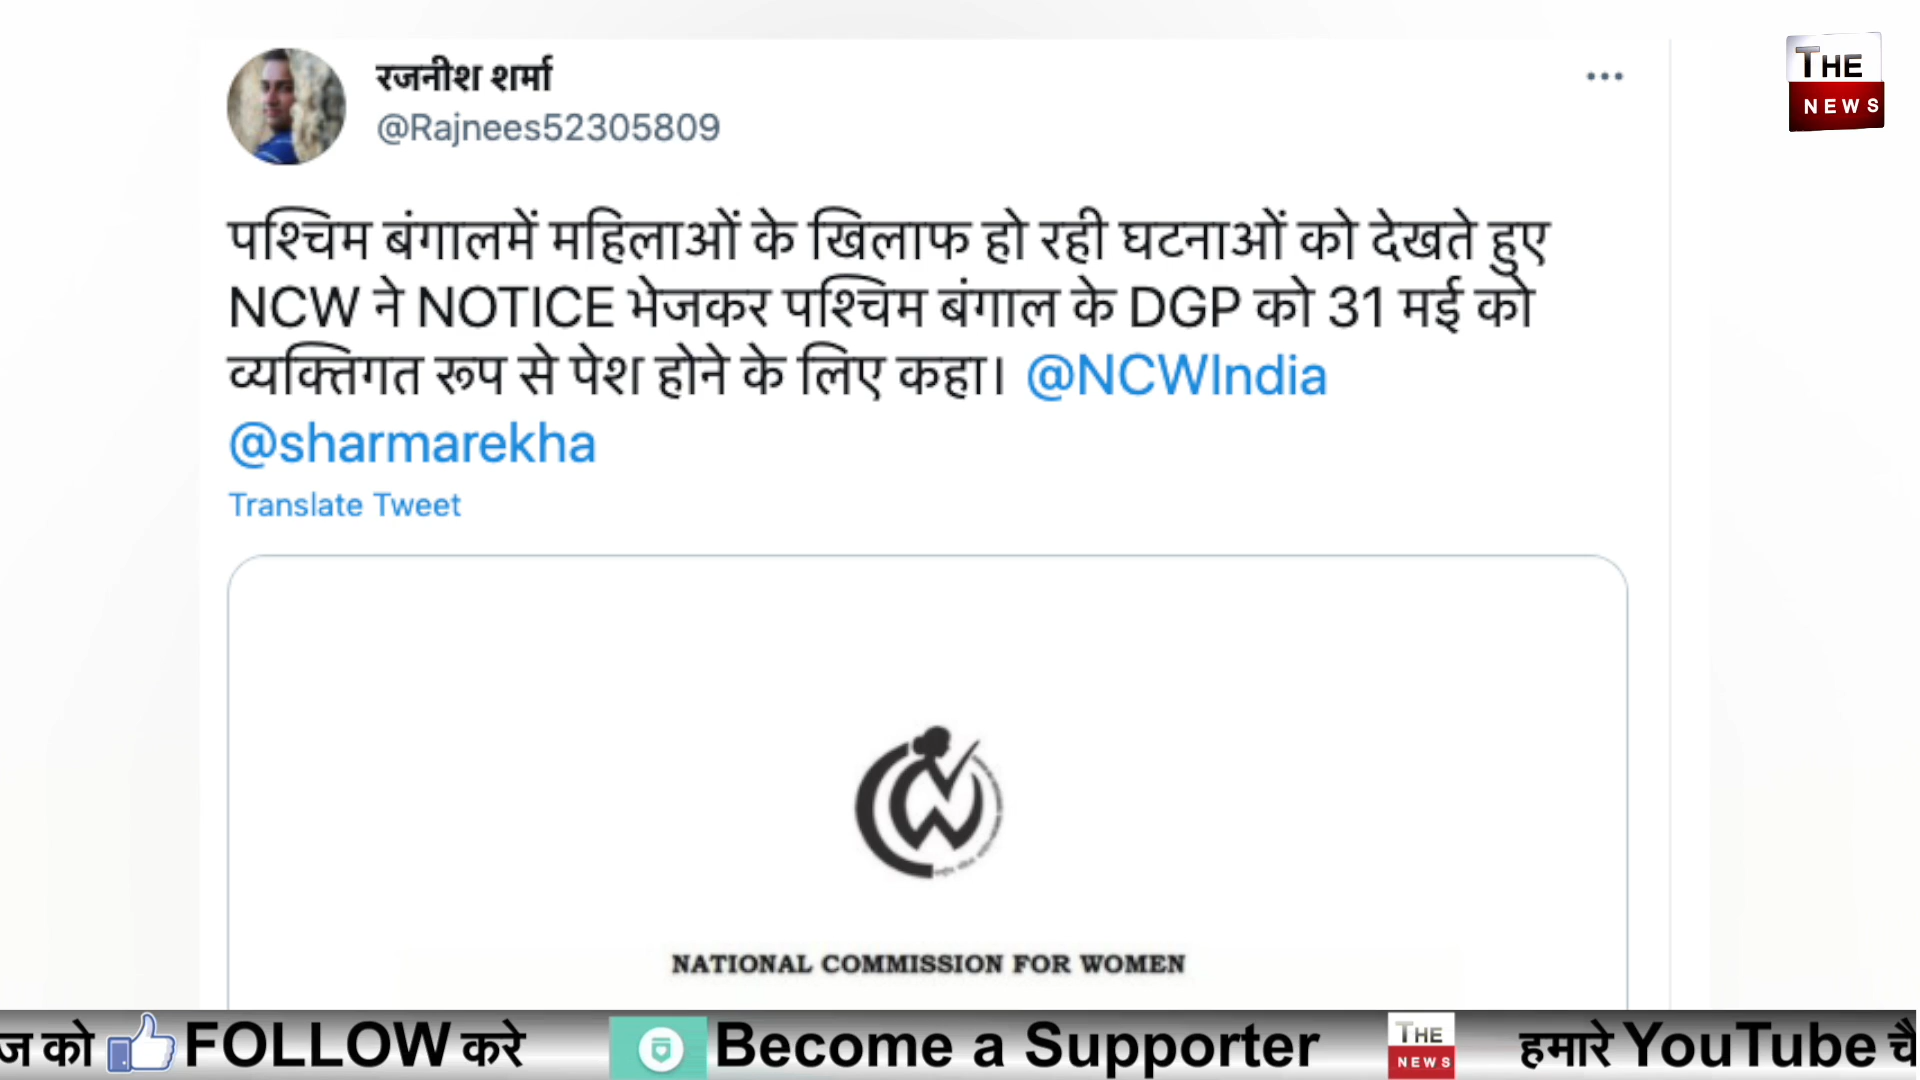 रजनीश शर्मा
@Rajnees52305809
THE
NEWS
पश्चिम बंगालमें महिलाओं के खिलाफ हो रही घटनाओं को देखते हुए
NCW ने NOTICE भेजकर पश्चिम बंगाल के DGP को 31 मई को
व्यक्तिगत रूप से पेश होने के लिए कहा। @NCWIndia
@sharmarekha
Translate Tweet
NATIONAL COMMISSION FOR WOMEN
ज को FOLLOW करे Become a Supporter THE NEWS हमारे YouTube चै